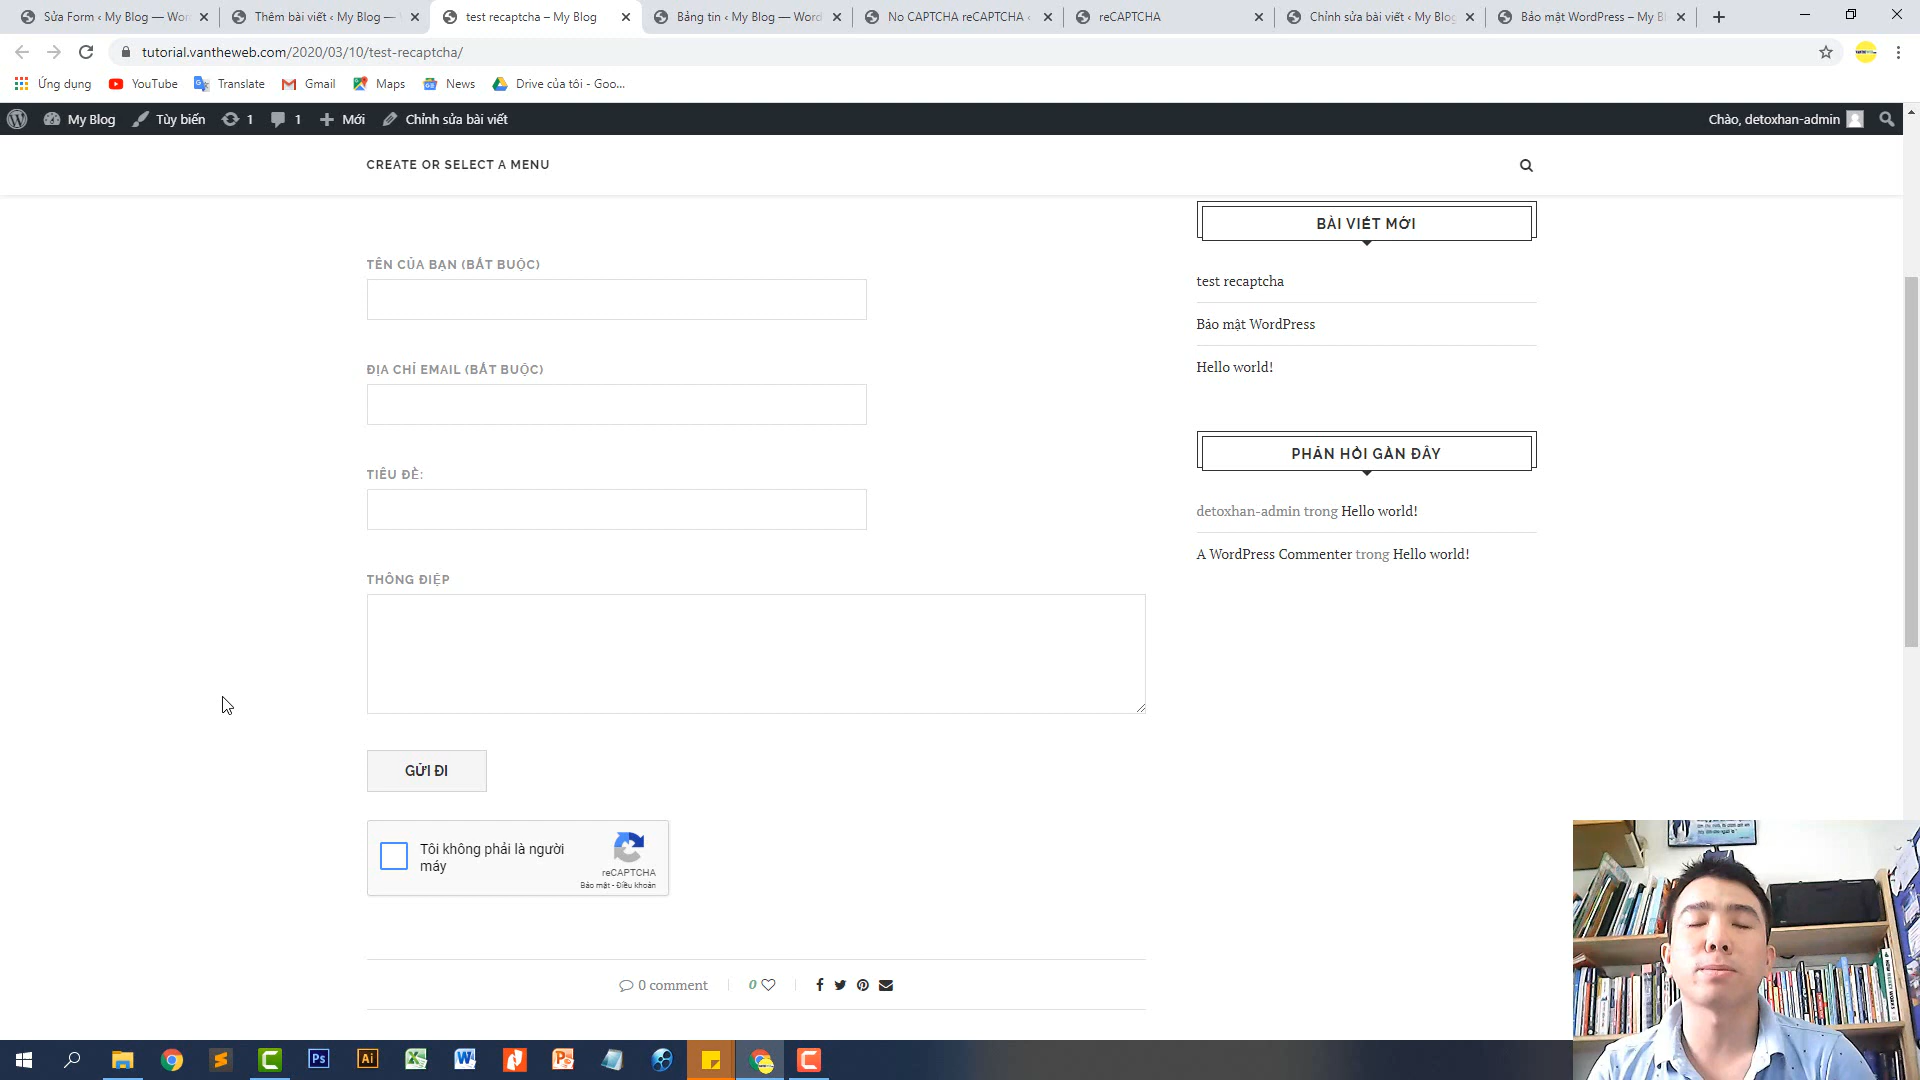 Sửa Form ‹ My Blog — Wor
Thêm bài viết ‹ My Blog —
test recaptcha – My Blog
Bảng tin ‹ My Blog — Word
No CAPTCHA reCAPTCHA ‹
reCAPTCHA
Chỉnh sửa bài viết ‹ My Blog
Bảo mật WordPress – My B
tutorial.vantheweb.com/2020/03/10/test-recaptcha/
Ứng dụng
YouTube
Translate
Gmail
Maps
News
Drive của tôi - Goo...
My Blog
Tùy biến
1
1
Mới
Chỉnh sửa bài viết
Chào, detoxhan-admin
CREATE OR SELECT A MENU
TÊN CỦA BẠN (BẮT BUỘC)
ĐỊA CHỈ EMAIL (BẮT BUỘC)
TIÊU ĐỀ:
THÔNG ĐIỆP
GỬI ĐI
Tôi không phải là người
máy
reCAPTCHA
Bảo mật - Điều khoản
0 comment
0
BÀI VIẾT MỚI
test recaptcha
Bảo mật WordPress
Hello world!
PHẢN HỒI GẦN ĐÂY
detoxhan-admin trong Hello world!
A WordPress Commenter trong Hello world!